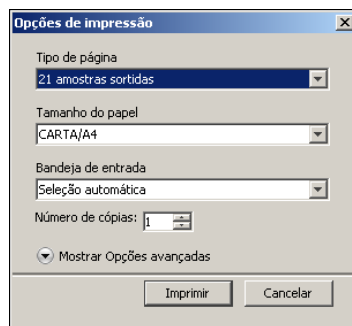 Opções de impressão
Tipo de página
21 amostras sortidas
Tamanho do papel
CARTA/A4
Bandeja de entrada
Seleção automática
Número de cópias: 1
Mostrar Opções avançadas
Imprimir Cancelar